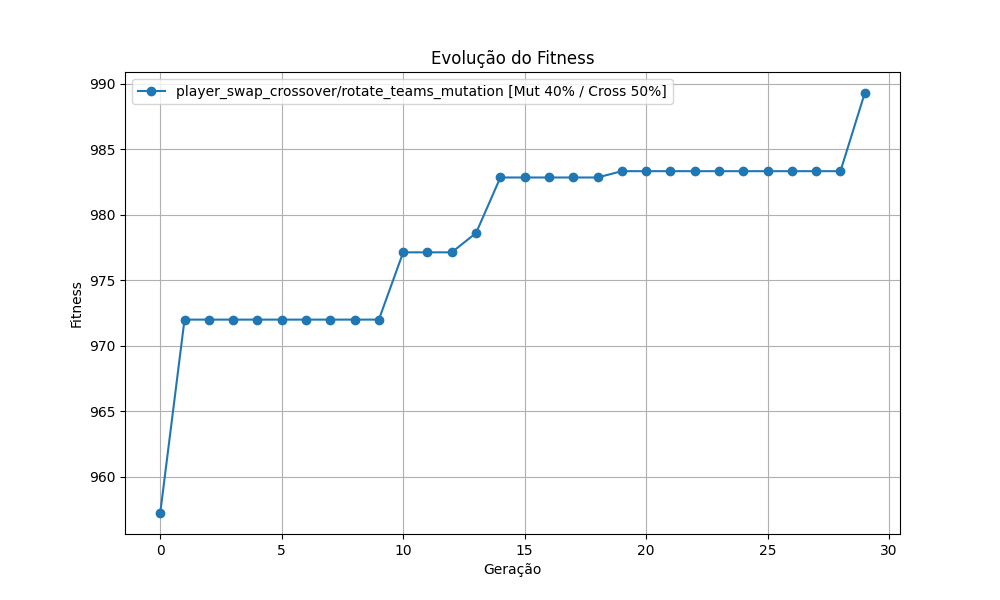 Evolução do Fitness
player_swap_crossover/rotate_teams_mutation [Mut 40% / Cross 50%]
990
985
980
975
970
965
960
Fitness
0 5 10 15 20 25 30
Geração